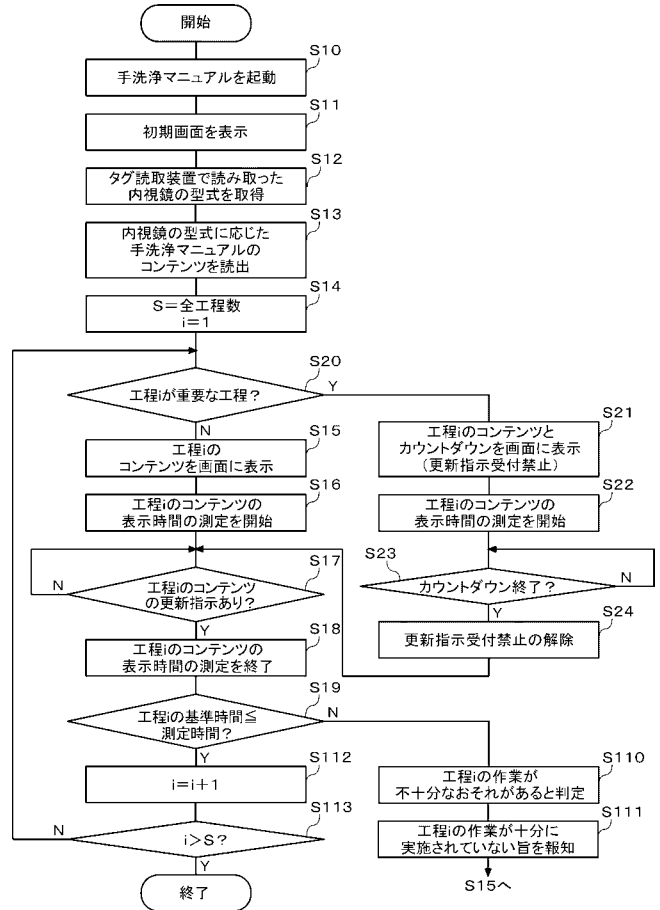 開始
S10
手洗浄マニュアルを起動
S11
初期画面を表示
S12
タグ読取装置で読み取った
内視鏡の型式を取得
S13
内視鏡の型式に応じた
手洗浄マニュアルの
コンテンツを読出
S14
S＝全工程数
i＝1
S20
工程iが重要な工程？
Y
N
S15
工程iの
コンテンツを画面に表示
S16
工程iのコンテンツの
表示時間の測定を開始
S17
工程iのコンテンツ
の更新指示あり？
N
Y
S18
工程iのコンテンツの
表示時間の測定を終了
S19
工程iの基準時間≦
測定時間？
N
Y
S112
i＝i＋1
S113
i＞S？
N
Y
終了
S21
工程iのコンテンツと
カウントダウンを画面に表示
（更新指示受付禁止）
S22
工程iのコンテンツの
表示時間の測定を開始
S23
カウントダウン終了？
N
Y
S24
更新指示受付禁止の解除
S110
工程iの作業が
不十分なおそれがあると判定
S111
工程iの作業が十分に
実施されていない旨を報知
S15へ